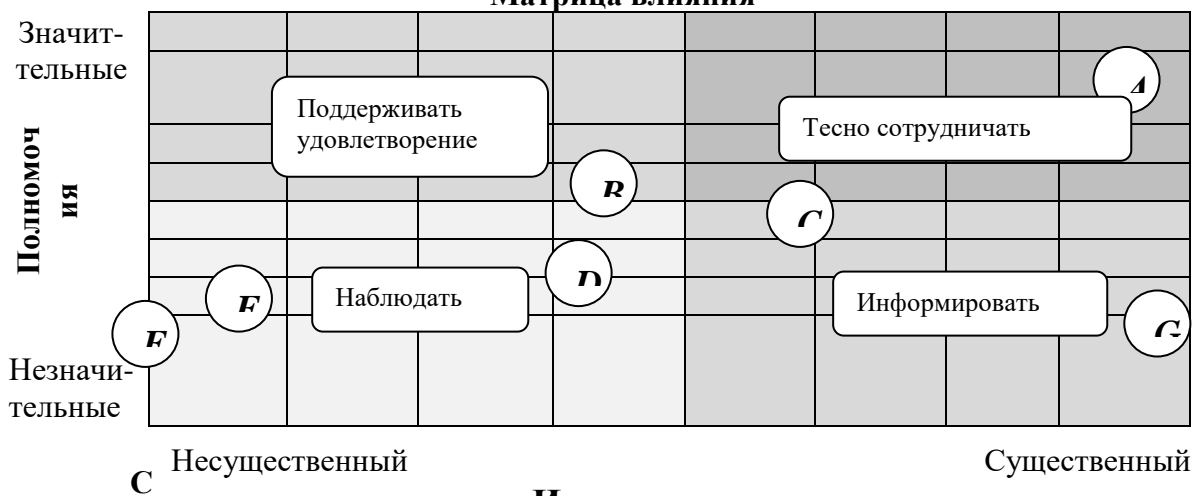 Матрица влияния
Значит-
тельные
Поддерживать
удовлетворение
Тесно сотрудничать
Полномоч
ия
A
B
C
D
Наблюдать
Информировать
G
Незначи-
тельные
Несущественный
Существенный
С